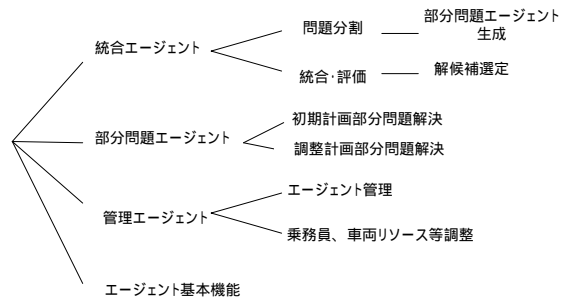 統合エージェント
問題分割
部分問題エージェント
生成
統合･評価
解候補選定
部分問題エージェント
初期計画部分問題解決
調整計画部分問題解決
管理エージェント
エージェント管理
乗務員、車両リソース等調整
エージェント基本機能